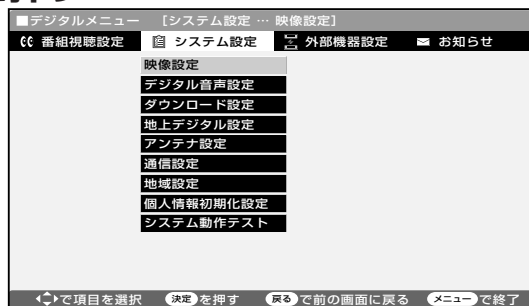 ■デジタルメニュー [システム設定 … 映像設定]
番組視聴設定 システム設定 外部機器設定 お知らせ
映像設定
デジタル音声設定
ダウンロード設定
地上デジタル設定
アンテナ設定
通信設定
地域設定
個人情報初期化設定
システム動作テスト
で項目を選択 決定を押す 戻るで前の画面に戻る メニューで終了